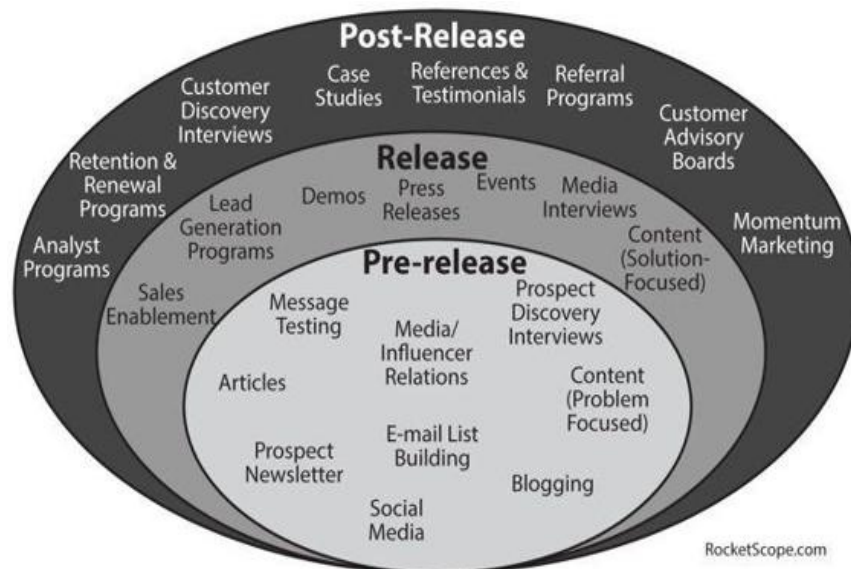 Post-Release
Customer
Discovery
Interviews
Case
Studies
References &
Testimonials
Referral
Programs
Customer
Advisory
Boards
Retention &
Renewal
Programs
Analyst
Programs
Momentum
Marketing
Release
Lead
Generation
Programs
Demos
Press
Releases
Events
Media
Interviews
Content
(Solution-
Focused)
Sales
Enablement
Pre-release
Message
Testing
Media/
Influencer
Relations
Prospect
Discovery
Interviews
Articles
Content
(Problem
Focused)
Prospect
Newsletter
E-mail List
Building
Blogging
Social
Media
RocketScope.com